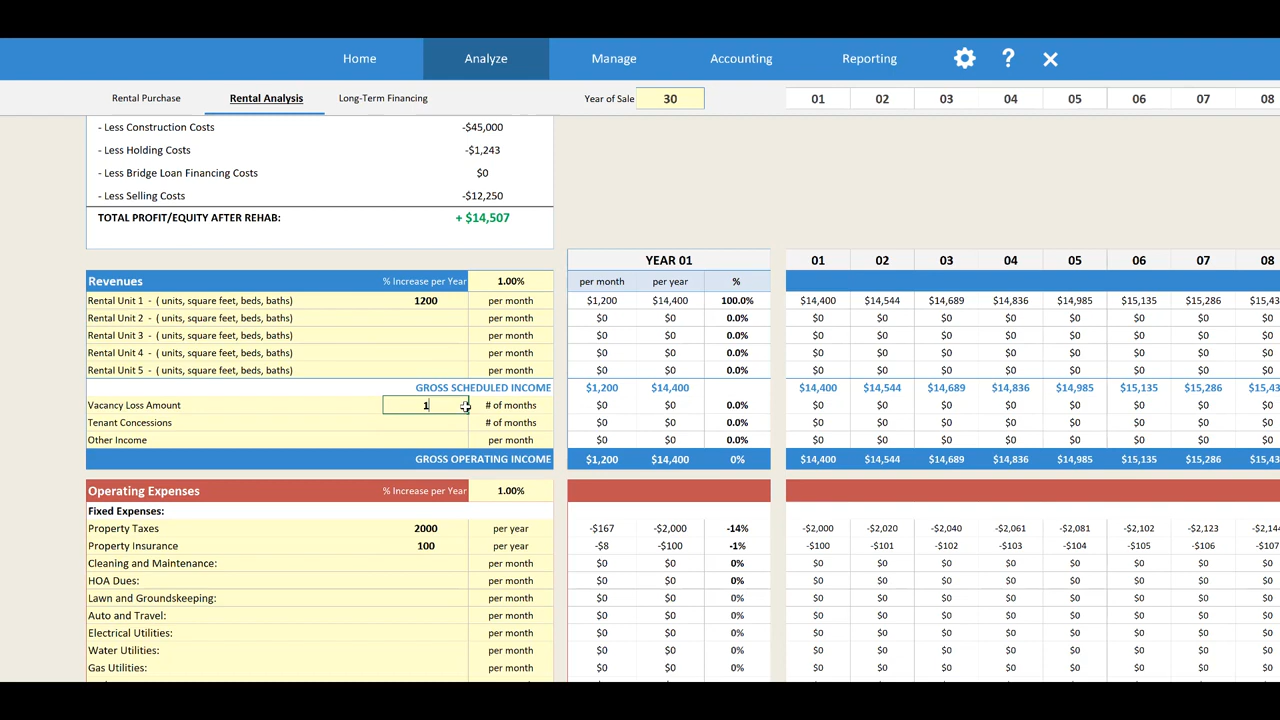 Home Analyze Manage Accounting Reporting ?
Rental Purchase Rental Analysis Long-Term Financing Year of Sale 30 01 02 03 04 05 06 07 08
- Less Construction Costs -$45,000
- Less Holding Costs -$1,243
- Less Bridge Loan Financing Costs $0
- Less Selling Costs -$12,250
TOTAL PROFIT/EQUITY AFTER REHAB: + $14,507
YEAR 01 01 02 03 04 05 06 07 08
Revenues % Increase per Year 1.00% per month per year %
Rental Unit 1 - ( units, square feet, beds, baths) 1200 per month $1,200 $14,400 100.0% $14,400 $14,544 $14,689 $14,836 $14,985 $15,135 $15,286 $15,43
Rental Unit 2 - ( units, square feet, beds, baths) per month $0 $0 0.0% $0 $0 $0 $0 $0 $0 $0 $0
Rental Unit 3 - ( units, square feet, beds, baths) per month $0 $0 0.0% $0 $0 $0 $0 $0 $0 $0 $0
Rental Unit 4 - ( units, square feet, beds, baths) per month $0 $0 0.0% $0 $0 $0 $0 $0 $0 $0 $0
Rental Unit 5 - ( units, square feet, beds, baths) per month $0 $0 0.0% $0 $0 $0 $0 $0 $0 $0 $0
GROSS SCHEDULED INCOME $1,200 $14,400 $14,400 $14,544 $14,689 $14,836 $14,985 $15,135 $15,286 $15,43
Vacancy Loss Amount 1 # of months $0 $0 0.0% $0 $0 $0 $0 $0 $0 $0 $0
Tenant Concessions # of months $0 $0 0.0% $0 $0 $0 $0 $0 $0 $0 $0
Other Income per month $0 $0 0.0% $0 $0 $0 $0 $0 $0 $0 $0
GROSS OPERATING INCOME $1,200 $14,400 0% $14,400 $14,544 $14,689 $14,836 $14,985 $15,135 $15,286 $15,43
Operating Expenses % Increase per Year 1.00%
Fixed Expenses:
Property Taxes 2000 per year -$167 -$2,000 -14% -$2,000 -$2,020 -$2,040 -$2,061 -$2,081 -$2,102 -$2,123 -$2,144
Property Insurance 100 per year -$8 -$100 -1% -$100 -$101 -$102 -$103 -$104 -$105 -$106 -$107
Cleaning and Maintenance: per month $0 $0 0% $0 $0 $0 $0 $0 $0 $0 $0
HOA Dues: per month $0 $0 0% $0 $0 $0 $0 $0 $0 $0 $0
Lawn and Groundskeeping: per month $0 $0 0% $0 $0 $0 $0 $0 $0 $0 $0
Auto and Travel: per month $0 $0 0% $0 $0 $0 $0 $0 $0 $0 $0
Electrical Utilities: per month $0 $0 0% $0 $0 $0 $0 $0 $0 $0 $0
Water Utilities: per month $0 $0 0% $0 $0 $0 $0 $0 $0 $0 $0
Gas Utilities: per month $0 $0 0% $0 $0 $0 $0 $0 $0 $0 $0